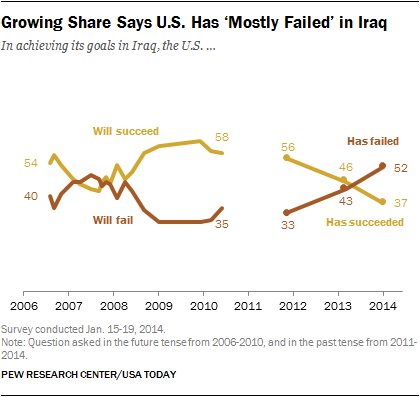 Growing Share Says U.S. Has ‘Mostly Failed’ in Iraq
In achieving its goals in Iraq, the U.S. ...
Will succeed
58
56
Has failed
54
46
52
40
Will fail
35
33
43
37
Has succeeded
2006 2007 2008 2009 2010 2011 2012 2013 2014
Survey conducted Jan. 15-19, 2014.
Note: Question asked in the future tense from 2006-2010, and in the past tense from 2011-
2014.
PEW RESEARCH CENTER/USA TODAY